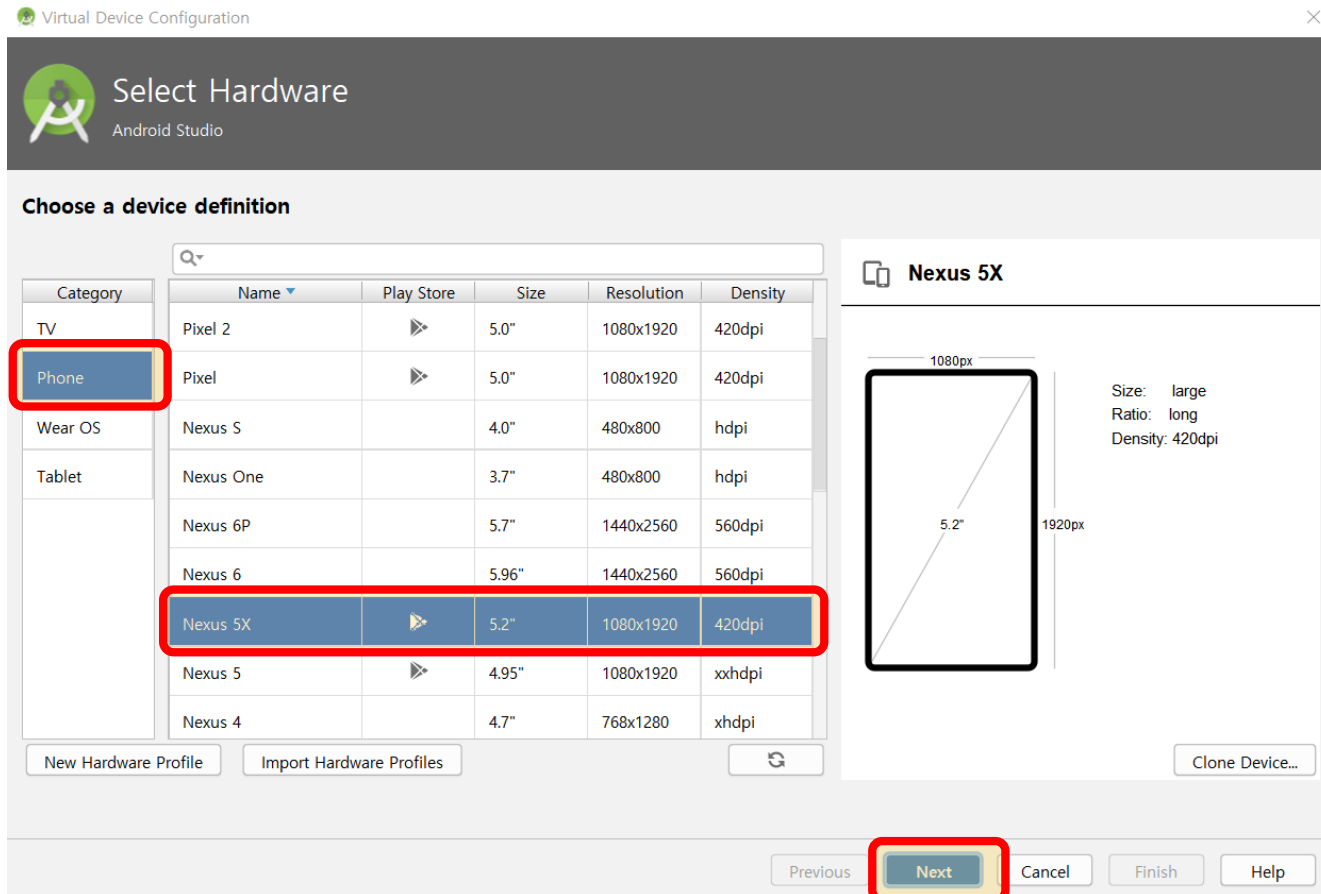 Virtual Device Configuration
Select Hardware
Android Studio
Choose a device definition
Category
TV
Phone
Wear OS
Tablet
Name Play Store Size Resolution Density
Pixel 2 5.0" 1080x1920 420dpi
Pixel 5.0" 1080x1920 420dpi
Nexus S 4.0" 480x800 hdpi
Nexus One 3.7" 480x800 hdpi
Nexus 6P 5.7" 1440x2560 560dpi
Nexus 6 5.96" 1440x2560 560dpi
Nexus 5X 5.2" 1080x1920 420dpi
Nexus 5 4.95" 1080x1920 xxhdpi
Nexus 4 4.7" 768x1280 xhdpi
New Hardware Profile Import Hardware Profiles
Nexus 5X
1080px
Size: large
Ratio: long
Density: 420dpi
5.2" 1920px
Clone Device...
Previous Next Cancel Finish Help